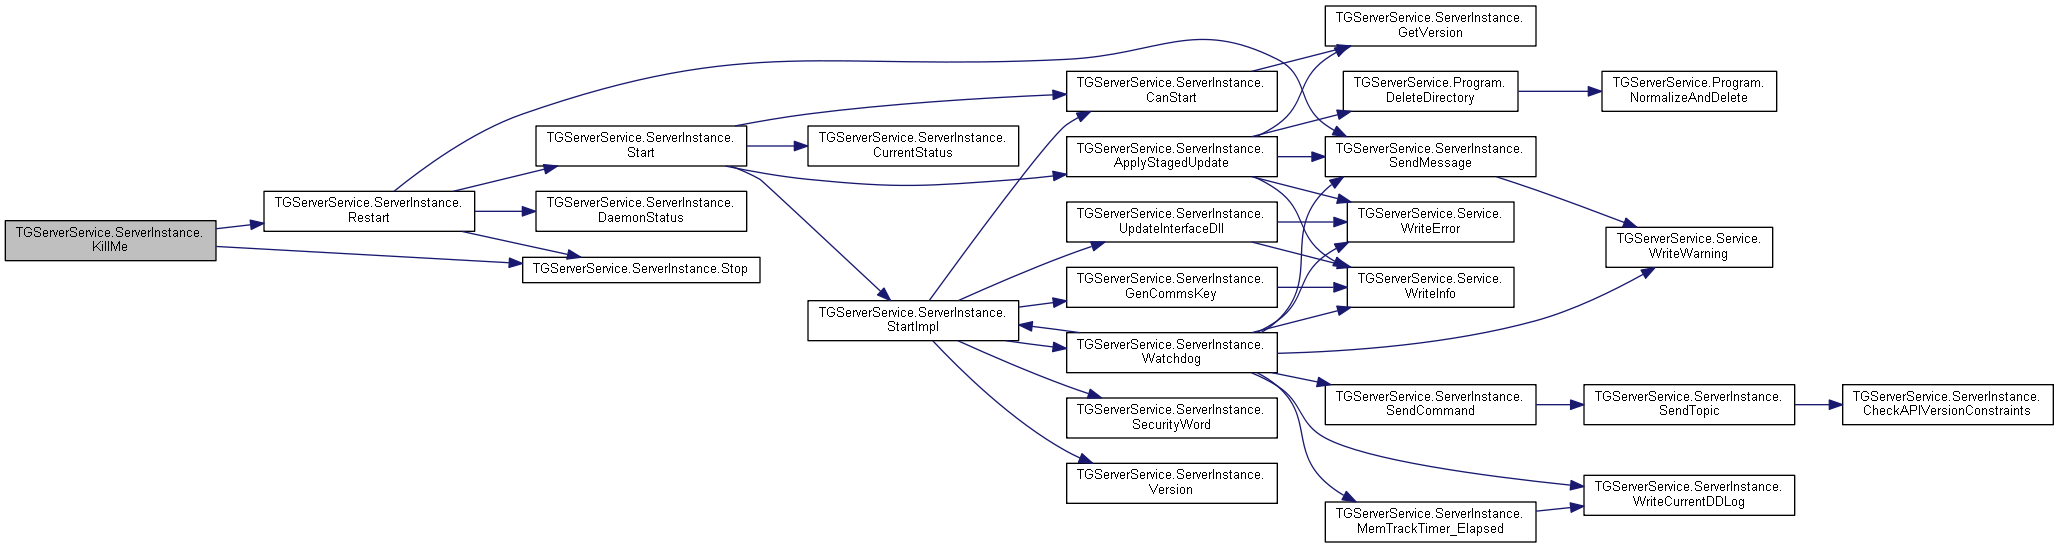 TGServerService.ServerInstance.
KillMe
TGServerService.ServerInstance.
Restart
TGServerService.ServerInstance.
Start
TGServerService.ServerInstance.
DaemonStatus
TGServerService.ServerInstance.Stop
TGServerService.ServerInstance.
CurrentStatus
TGServerService.ServerInstance.
StartImpl
TGServerService.ServerInstance.
CanStart
TGServerService.ServerInstance.
ApplyStagedUpdate
TGServerService.ServerInstance.
UpdateInterfaceDll
TGServerService.ServerInstance.
GenCommsKey
TGServerService.ServerInstance.
Watchdog
TGServerService.ServerInstance.
SecurityWord
TGServerService.ServerInstance.
Version
TGServerService.ServerInstance.
GetVersion
TGServerService.Program.
DeleteDirectory
TGServerService.ServerInstance.
SendMessage
TGServerService.Service.
WriteError
TGServerService.Service.
WriteInfo
TGServerService.ServerInstance.
SendCommand
TGServerService.ServerInstance.
MemTrackTimer_Elapsed
TGServerService.Program.
NormalizeAndDelete
TGServerService.Service.
WriteWarning
TGServerService.ServerInstance.
SendTopic
TGServerService.ServerInstance.
WriteCurrentDDLog
TGServerService.ServerInstance.
CheckAPIVersionConstraints